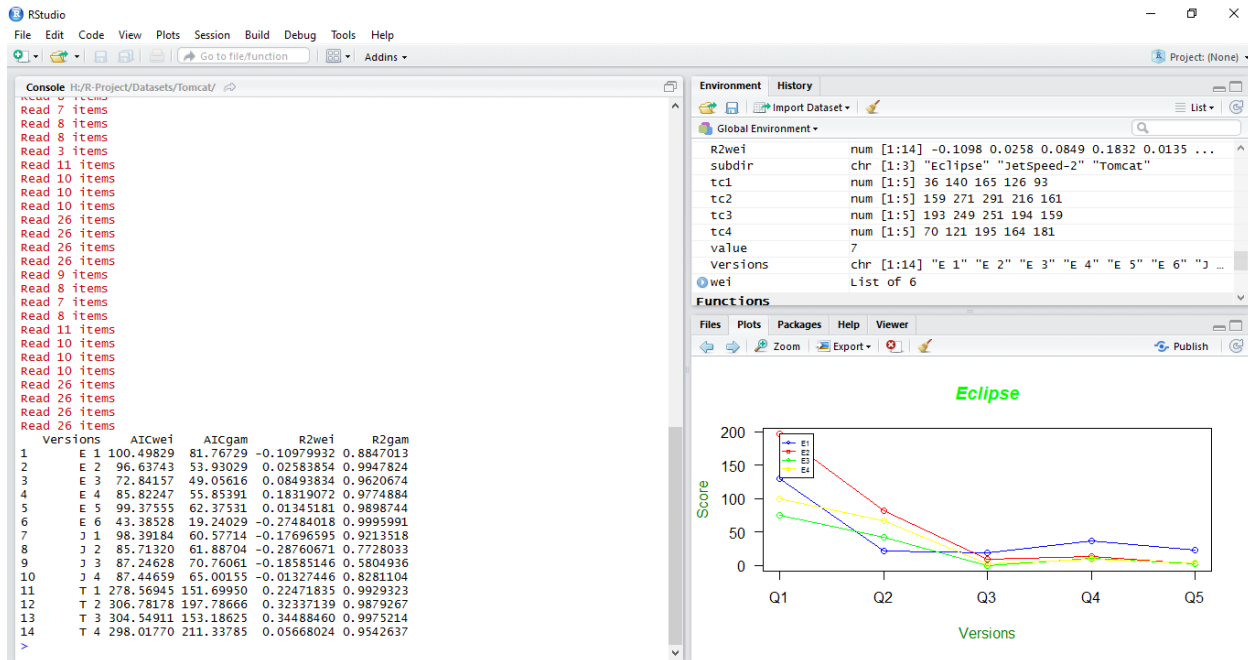 RStudio
File Edit Code View Plots Session Build Debug Tools Help
Go to file/function Addins
Project: (None)
Console H:/R-Project/Datasets/Tomcat/
Read 7 items
Read 8 items
Read 8 items
Read 3 items
Read 11 items
Read 10 items
Read 10 items
Read 10 items
Read 26 items
Read 26 items
Read 26 items
Read 26 items
Read 9 items
Read 8 items
Read 7 items
Read 8 items
Read 11 items
Read 10 items
Read 10 items
Read 10 items
Read 26 items
Read 26 items
Read 26 items
Read 26 items
Versions AICwei AICgam R2wei R2gam
1 E 1 100.49829 81.76729 -0.10979932 0.8847013
2 E 2 96.63743 53.93029 0.02583854 0.9947824
3 E 3 72.84157 49.05616 0.08493834 0.9620674
4 E 4 85.82247 55.85391 0.18319072 0.9774884
5 E 5 99.37555 62.37531 0.01345181 0.9898744
6 E 6 43.38528 19.24029 -0.27484018 0.9995991
7 J 1 98.39184 60.57714 -0.17696595 0.9213518
8 J 2 85.71320 61.88704 -0.28760671 0.7728033
9 J 3 87.24628 70.76061 -0.18585146 0.5804936
10 J 4 87.44659 65.00155 -0.01327446 0.8281104
11 T 1 278.56945 151.69950 0.22471835 0.9929323
12 T 2 306.78178 197.78666 0.32337139 0.9879267
13 T 3 304.54911 153.18625 0.34488460 0.9975214
14 T 4 298.01770 211.33785 0.05668024 0.9542637
>
Environment History
Import Dataset List
Global Environment
R2wei num [1:14] -0.1098 0.0258 0.0849 0.1832 0.0135 ...
subdir chr [1:3] "Eclipse" "JetSpeed-2" "Tomcat"
tc1 num [1:5] 36 140 165 126 93
tc2 num [1:5] 159 271 291 216 161
tc3 num [1:5] 193 249 251 194 159
tc4 num [1:5] 70 121 195 164 181
value 7
Versions chr [1:14] "E 1" "E 2" "E 3" "E 4" "E 5" "E 6" "J …
wei List of 6
Functions
Files Plots Packages Help Viewer
Zoom Export Publish
Eclipse
Score
200
150
100
50
0
E1
E2
E3
E4
Q1 Q2 Q3 Q4 Q5
Versions